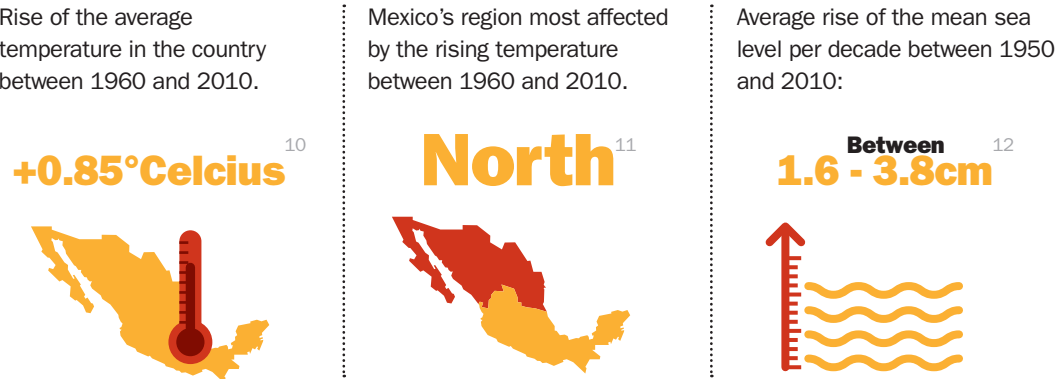 Rise of the average
temperature in the country
between 1960 and 2010.
+0.85°Celcius 10
Mexico’s region most affected
by the rising temperature
between 1960 and 2010.
North 11
Average rise of the mean sea
level per decade between 1950
and 2010:
Between 12
1.6 - 3.8cm